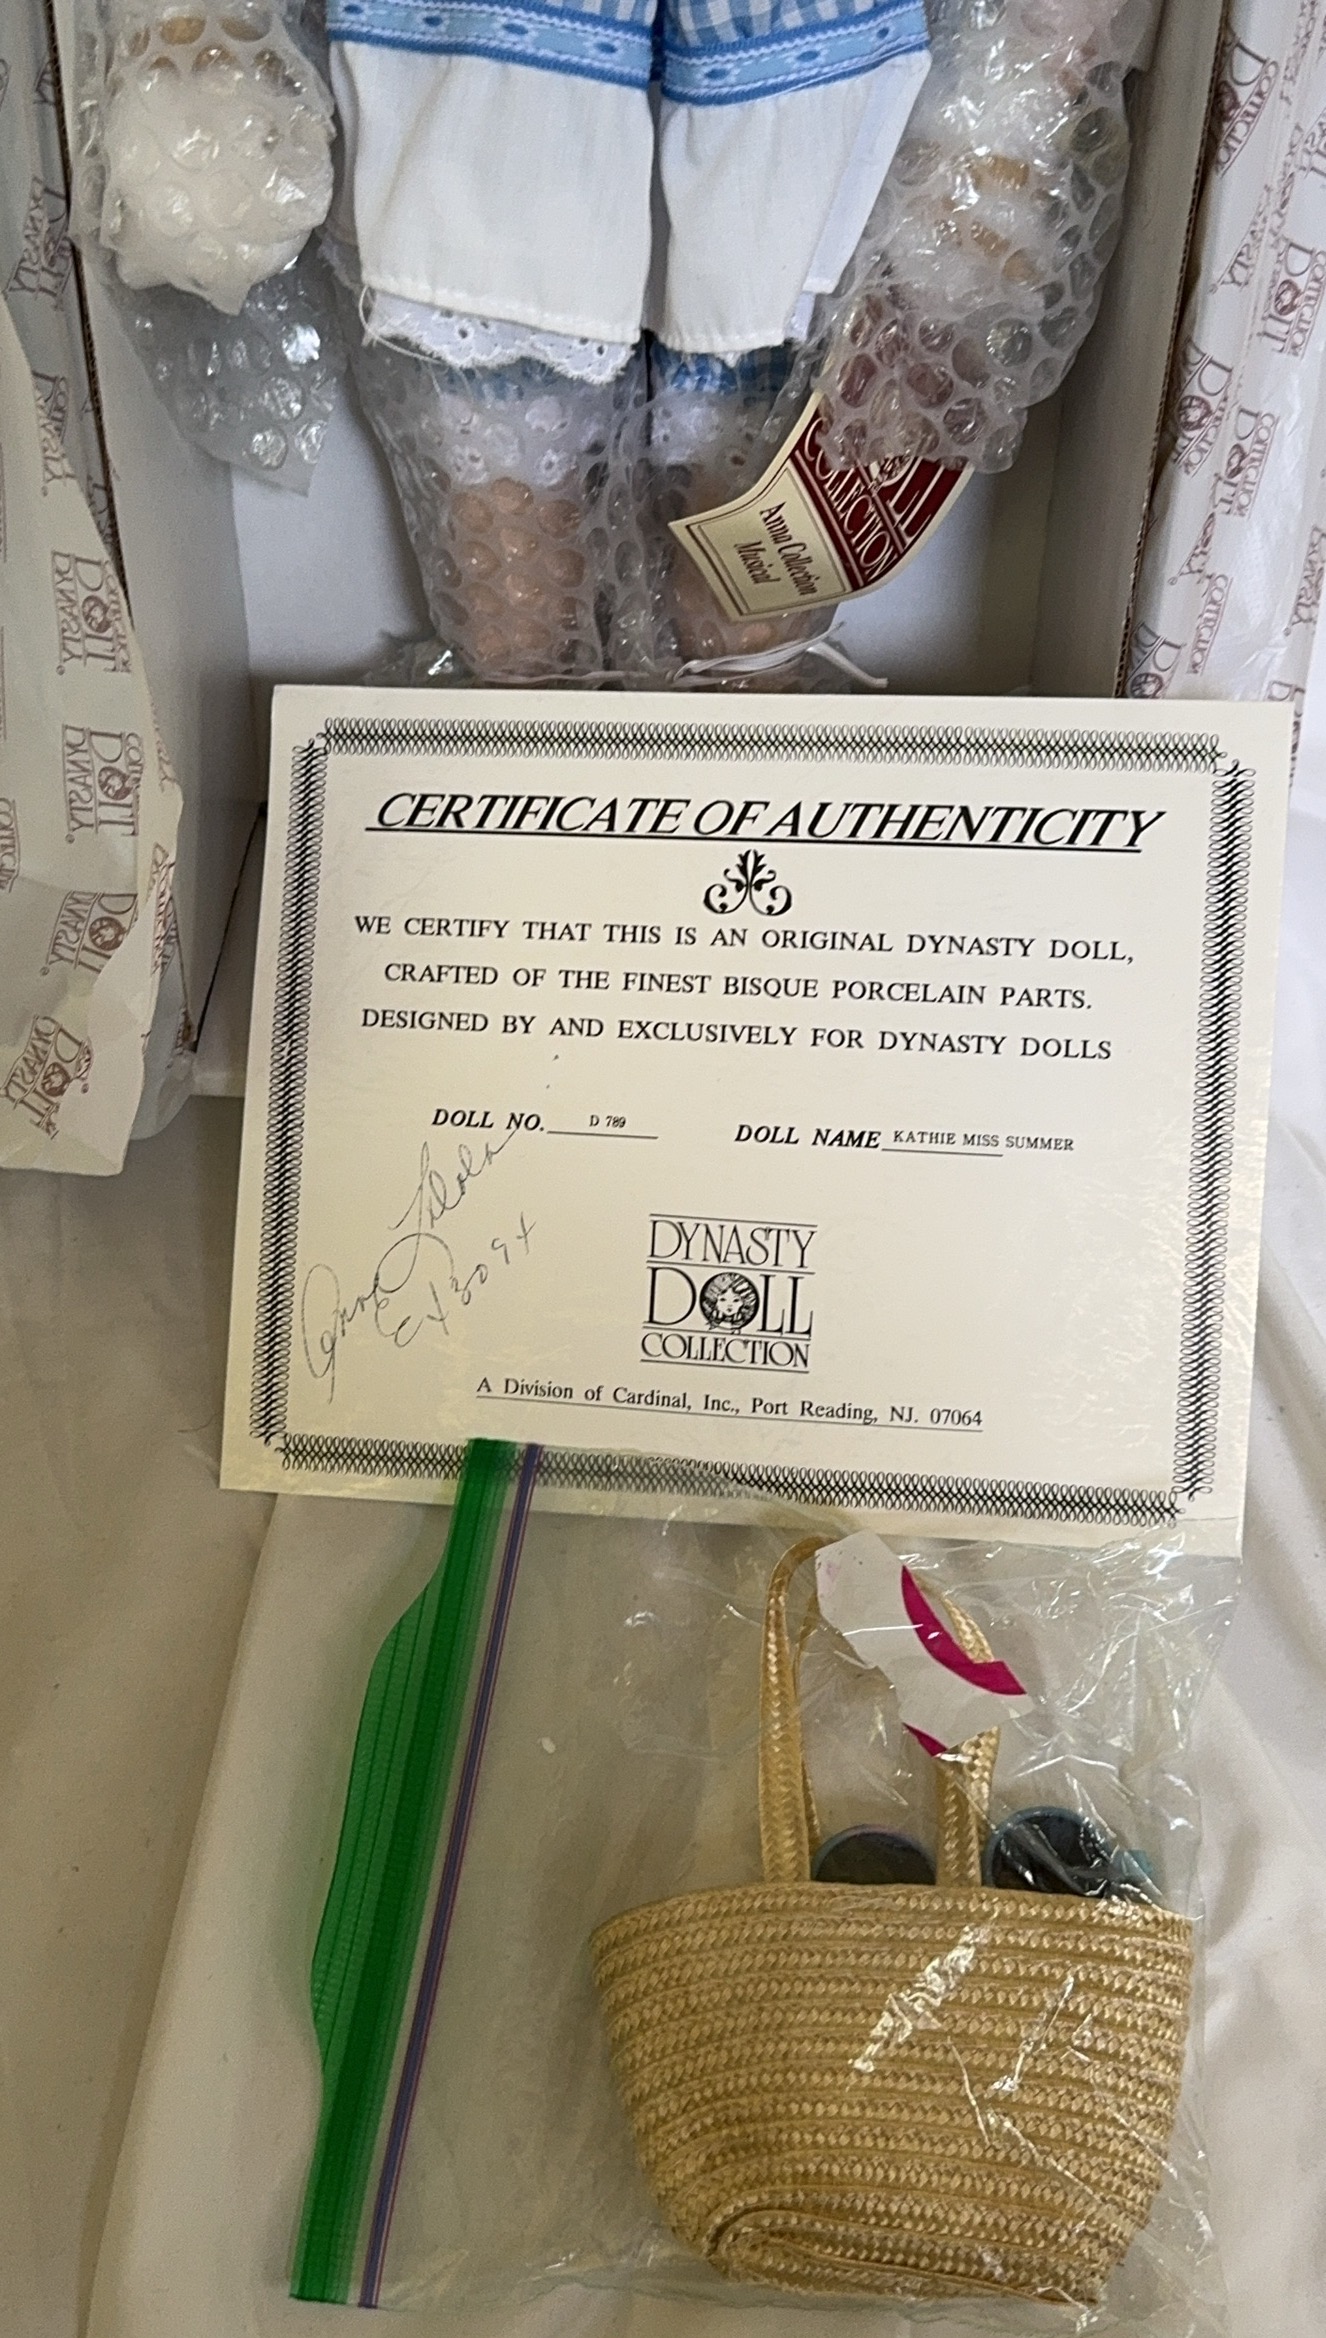 COLLECTION
Anna Collection
Musical
CERTIFICATE OF AUTHENTICITY
WE CERTIFY THAT THIS IS AN ORIGINAL DYNASTY DOLL,
CRAFTED OF THE FINEST BISQUE PORCELAIN PARTS.
DESIGNED BY AND EXCLUSIVELY FOR DYNASTY DOLLS
DOLL NO. D 789 DOLL NAME KATHIE MISS SUMMER
DYNASTY
DOLL
COLLECTION
A Division of Cardinal, Inc., Port Reading, NJ. 07064
DYNASTY
DOLL
COLLECTION